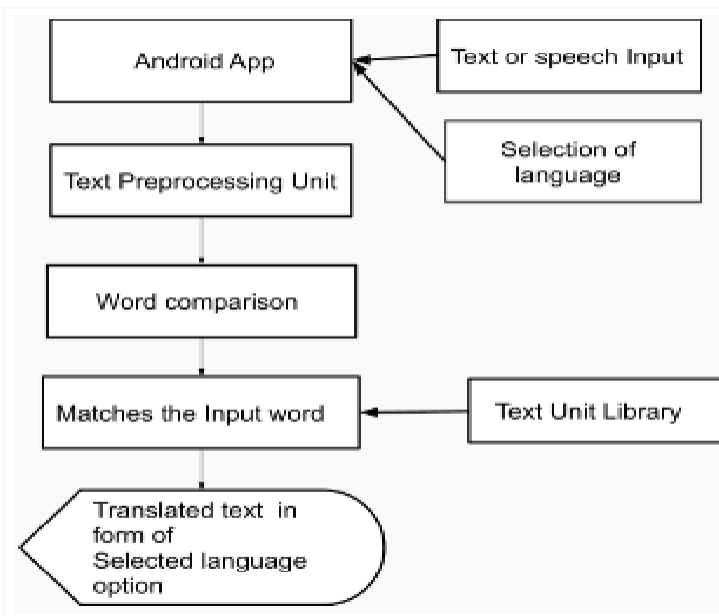 Android App
Text or speech Input
Selection of
language
Text Preprocessing Unit
Word comparison
Matches the Input word
Text Unit Library
Translated text in
form of
Selected language
option